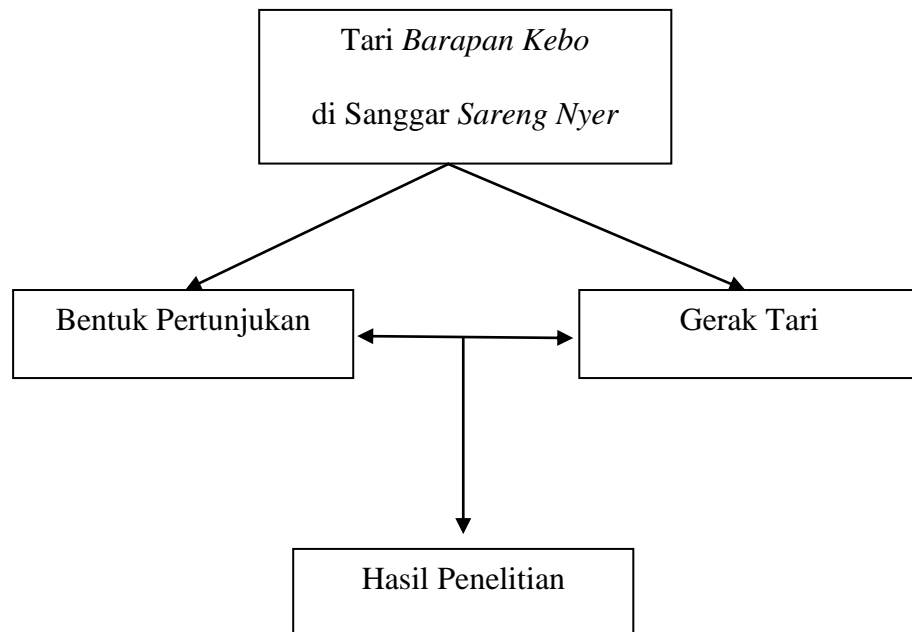 Tari Barapan Kebo
di Sanggar Sareng Nyer
Bentuk Pertunjukan
Gerak Tari
Hasil Penelitian